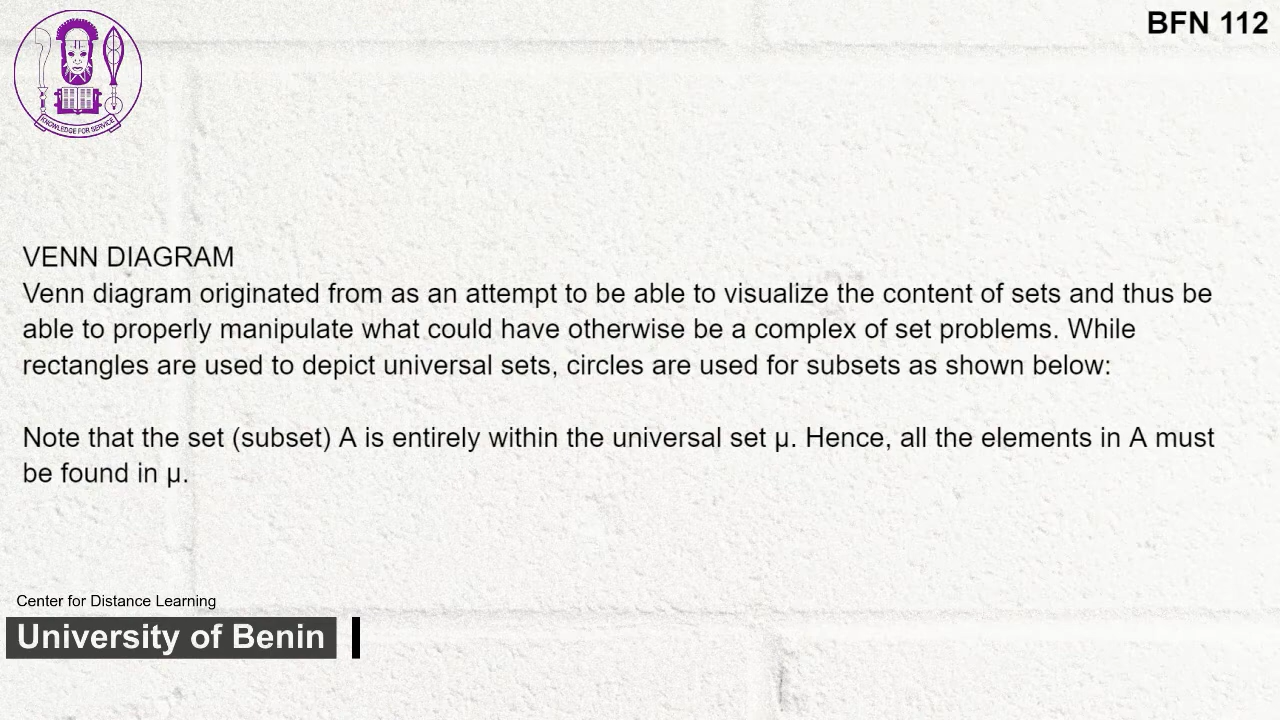 BFN 112
KNOWLEDGE FOR SERVICE
VENN DIAGRAM
Venn diagram originated from as an attempt to be able to visualize the content of sets and thus be
able to properly manipulate what could have otherwise be a complex of set problems. While
rectangles are used to depict universal sets, circles are used for subsets as shown below:
Note that the set (subset) A is entirely within the universal set µ. Hence, all the elements in A must
be found in µ.
Center for Distance Learning
University of Benin